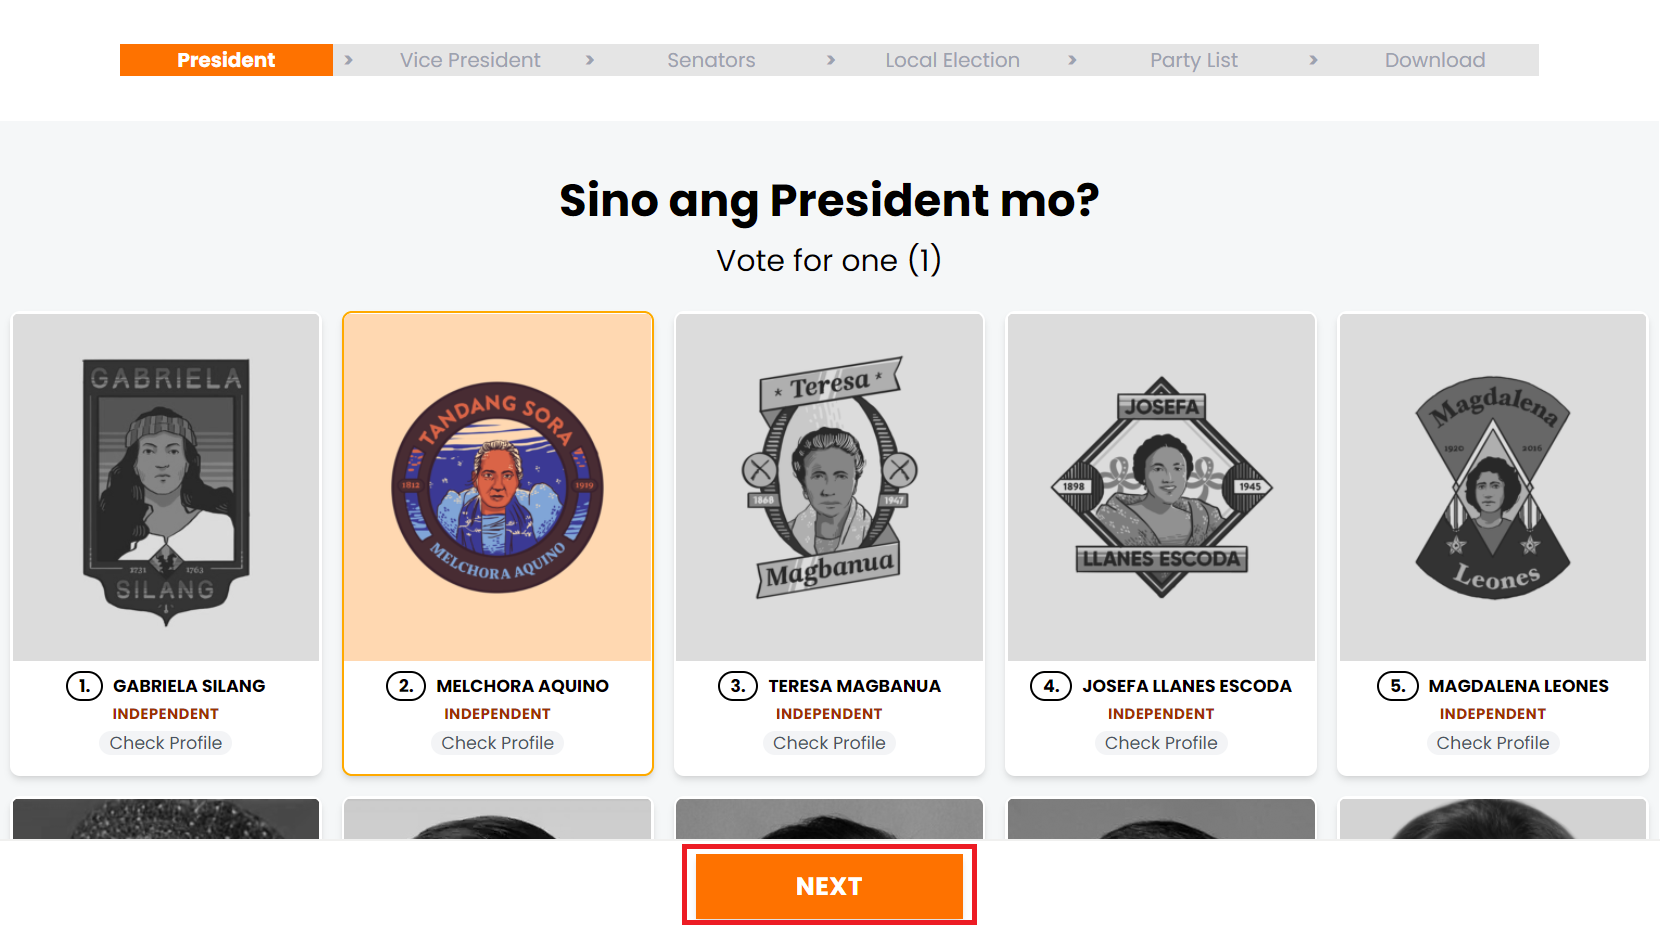 President > Vice President > Senators > Local Election > Party List > Download
Sino ang President mo?
Vote for one (1)
GABRIELA
1731 1763
SILANG
TANDANG SORA
1812 1919
MELCHORA AQUINO
* Teresa *
1868 1947
Magbanua
JOSEFA
1898 1945
LLANES ESCODA
Magdalena
1920 2016
Leones
1. GABRIELA SILANG
INDEPENDENT
Check Profile
2. MELCHORA AQUINO
INDEPENDENT
Check Profile
3. TERESA MAGBANUA
INDEPENDENT
Check Profile
4. JOSEFA LLANES ESCODA
INDEPENDENT
Check Profile
5. MAGDALENA LEONES
INDEPENDENT
Check Profile
NEXT